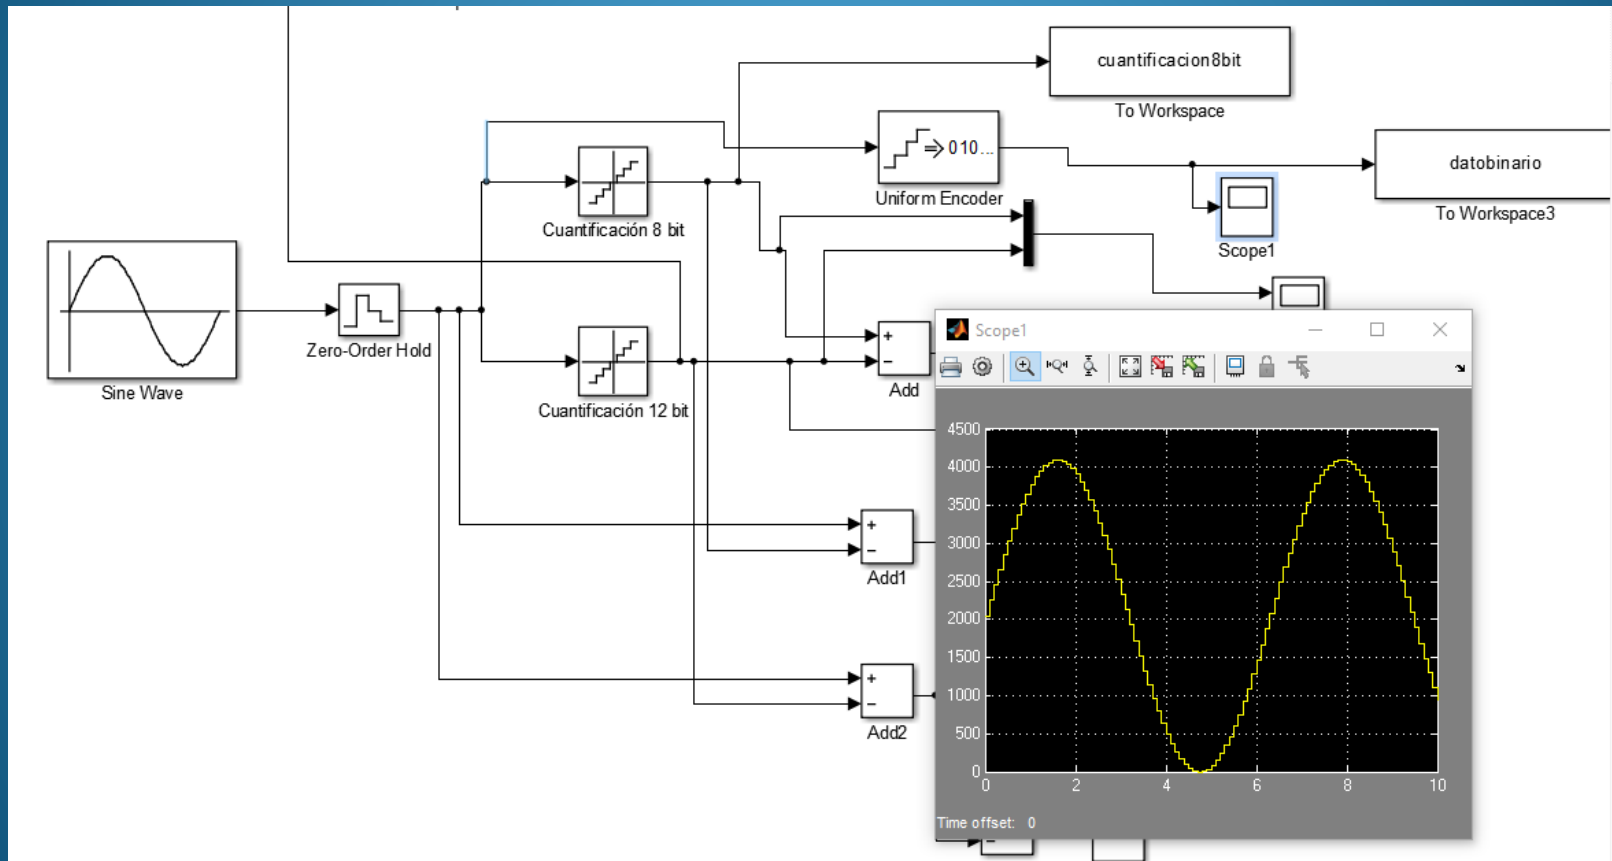 cuantificacion8bit
To Workspace
010...
Uniform Encoder
datobinario
To Workspace3
Cuantificación 8 bit
Scope1
Sine Wave
Zero-Order Hold
Cuantificación 12 bit
+
−
Add
+
−
Add1
+
−
Add2
Scope1
4500
4000
3500
3000
2500
2000
1500
1000
500
0
0 2 4 6 8 10
Time offset: 0